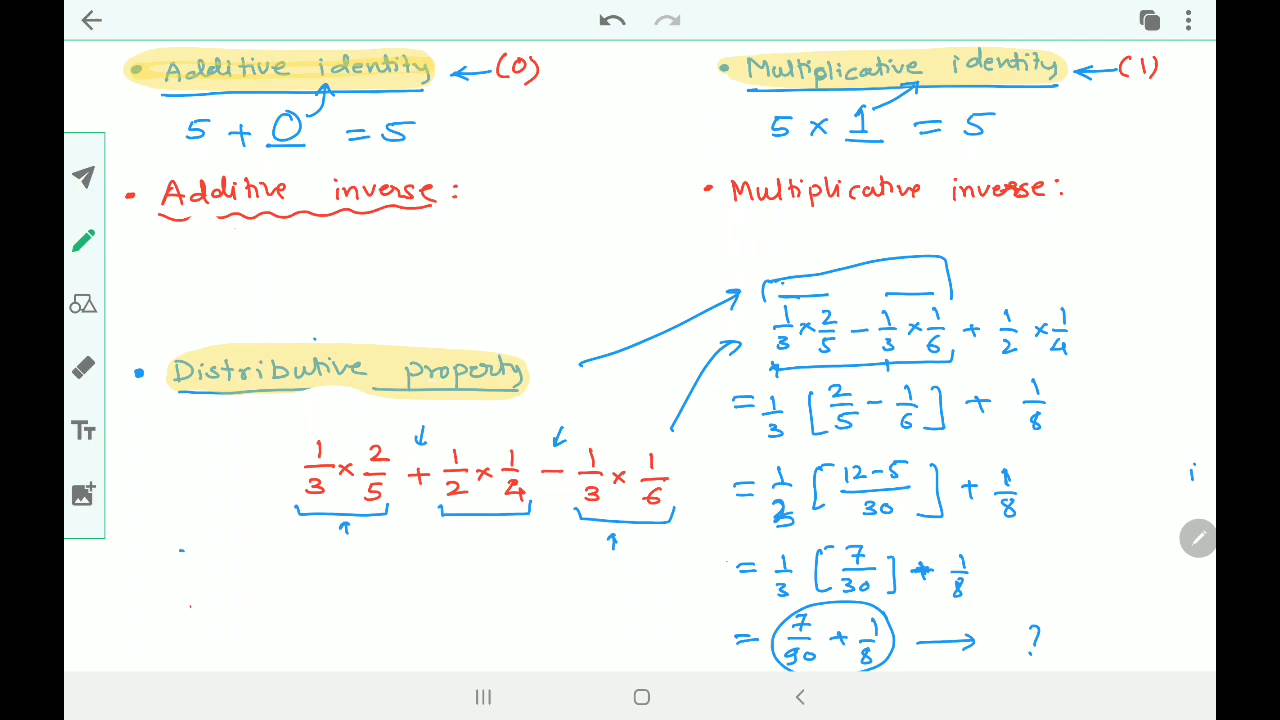 • Additive identity ← (0)
5 + 0 = 5
• Additive inverse :
• Distributive property
1/3 × 2/5 + 1/2 × 1/4 − 1/3 × 1/6
• Multiplicative identity ← (1)
5 × 1 = 5
• Multiplicative inverse :
1/3 × 2/5 − 1/3 × 1/6 + 1/2 × 1/4
= 1/3 [2/5 − 1/6] + 1/8
= 1/3 [12-5/30] + 1/8
= 1/3 [7/30] + 1/8
= 7/90 + 1/8 → ?
i
TT